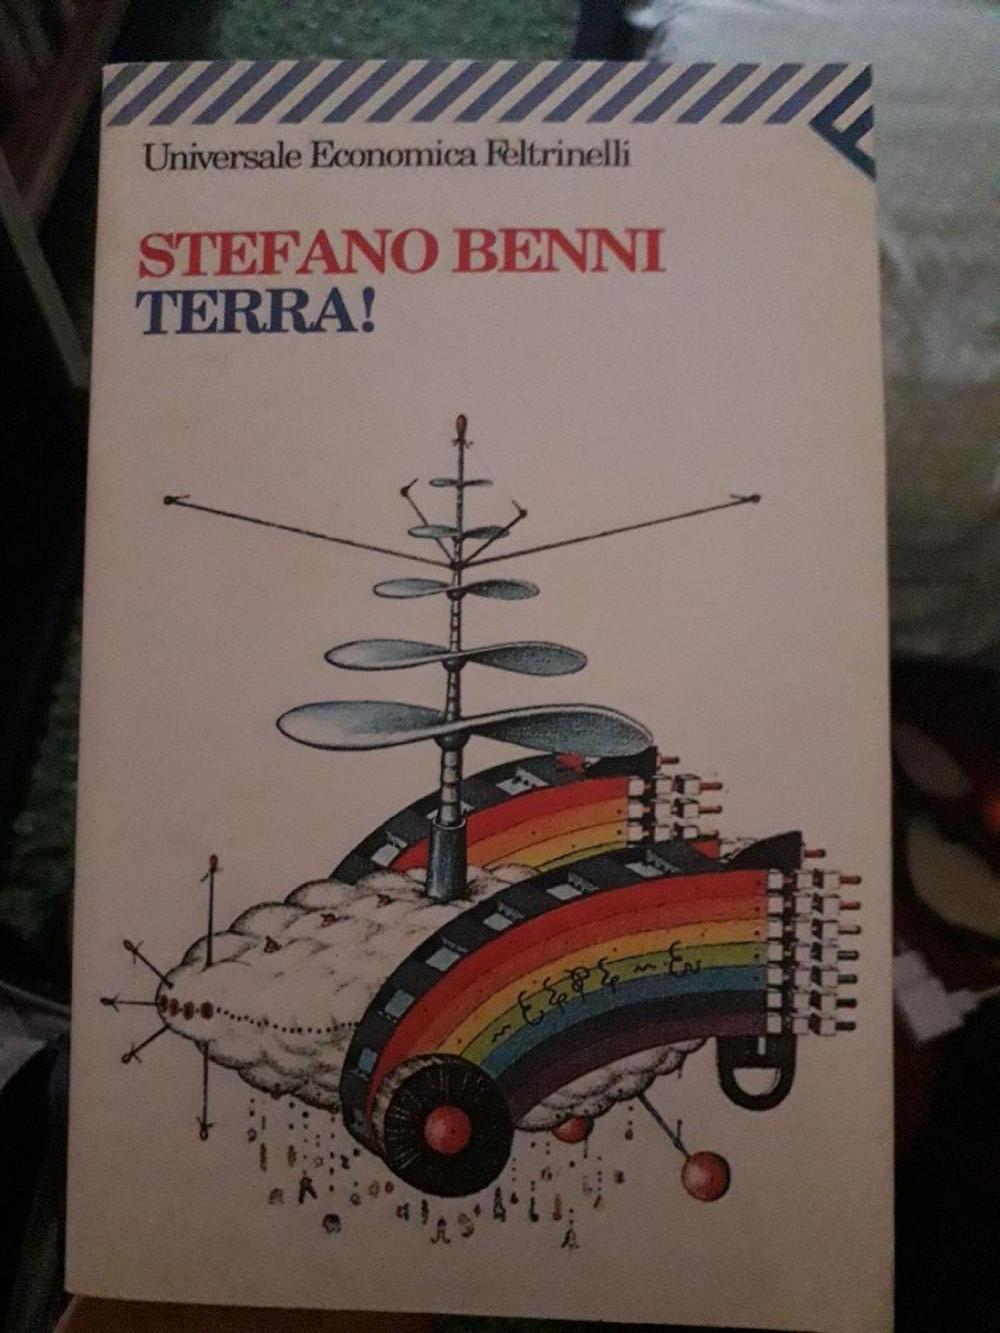 Universale Economica Feltrinelli
STEFANO BENNI
TERRA!